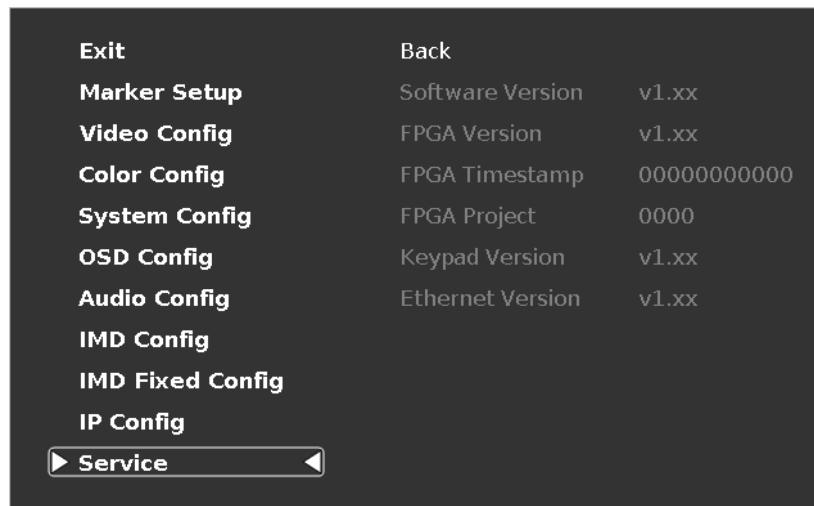 Exit Back
Marker Setup Software Version v1.xx
Video Config FPGA Version v1.xx
Color Config FPGA Timestamp 00000000000
System Config FPGA Project 0000
OSD Config Keypad Version v1.xx
Audio Config Ethernet Version v1.xx
IMD Config
IMD Fixed Config
IP Config
Service